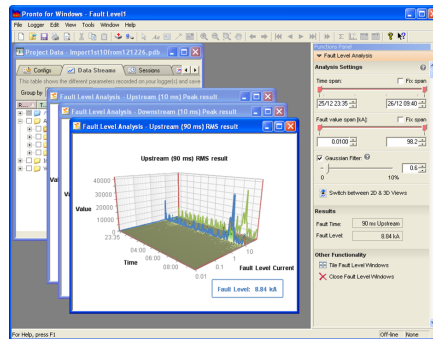 Pronto for Windows - Fault Level1
File Logger Edit View Tools Window Help
Project Data - Import1st10from121226.pdb
Configs
Data Streams
Sessions
This table shows the different parameters recorded on your logger(s) and save
Group by
Fault Level Analysis - Upstream (10 ms) Peak result
Fault Level Analysis - Downstream (10 ms) Peak result
Fault Level Analysis - Upstream (90 ms) RMS result
Upstream (90 ms) RMS result
40000
30000
20000
10000
0
Value
23:35
04:00
06:00
08:00
Time
0.01
0.1
1
10
Fault Level Current
Fault Level: 8.84 kA
Functions Panel
Fault Level Analysis
Analysis Settings
Time span:
Fix span
25/12 23:35
26/12 09:40
Fault value span [kA]:
Fix span
0.0100
98.2
Gaussian Filter:
0.6
0
10%
Switch between 2D & 3D Views
Results
Fault Time: 90 ms Upstream
Fault Level: 8.84 kA
Other Functionality
Tile Fault Level Windows
Close Fault Level Windows
For Help, press F1
Off-line
None